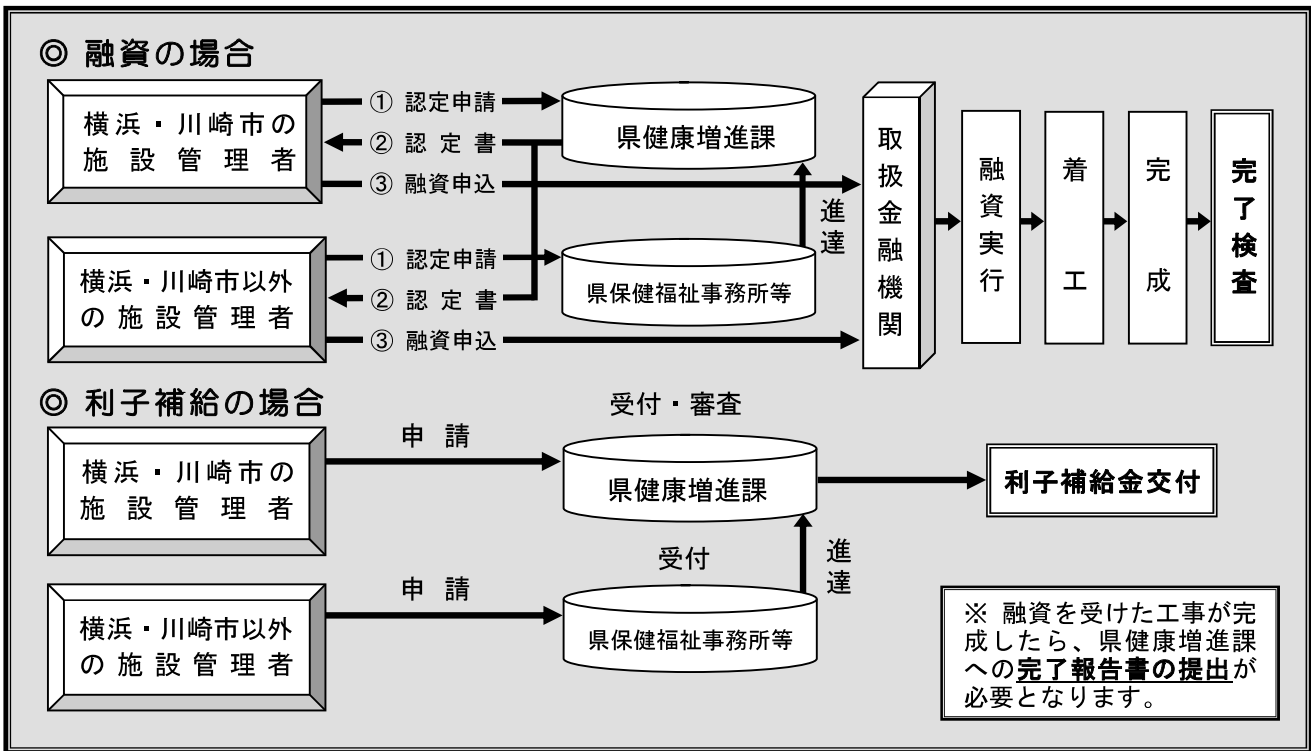 ◎ 融資の場合
横浜・川崎市の
施設管理者
① 認定申請
② 認定書
③ 融資申込
県健康増進課
進達
横浜・川崎市以外
の施設管理者
① 認定申請
② 認定書
③ 融資申込
県保健福祉事務所等
取扱金融機関
融資実行
着工
完成
完了検査
◎ 利子補給の場合
横浜・川崎市の
施設管理者
申請
受付・審査
県健康増進課
利子補給金交付
横浜・川崎市以外
の施設管理者
申請
受付
県保健福祉事務所等
進達
※ 融資を受けた工事が完
成したら、県健康増進課
への完了報告書の提出が
必要となります。